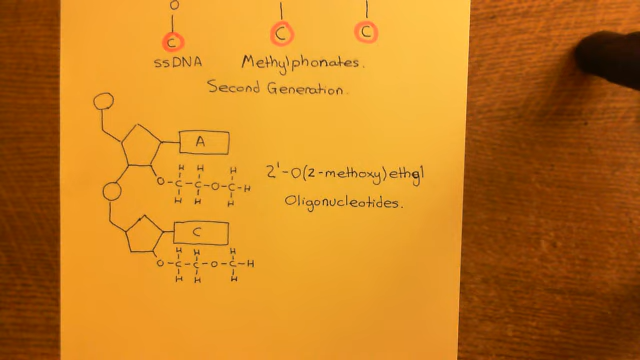 O
C C C
ssDNA Methylphonates.
Second Generation.
A
H H H
O-C-C-O-C-H
H H H
2'-O(2-methoxy)ethyl
Oligonucleotides.
C
H H H
O-C-C-O-C-H
H H H